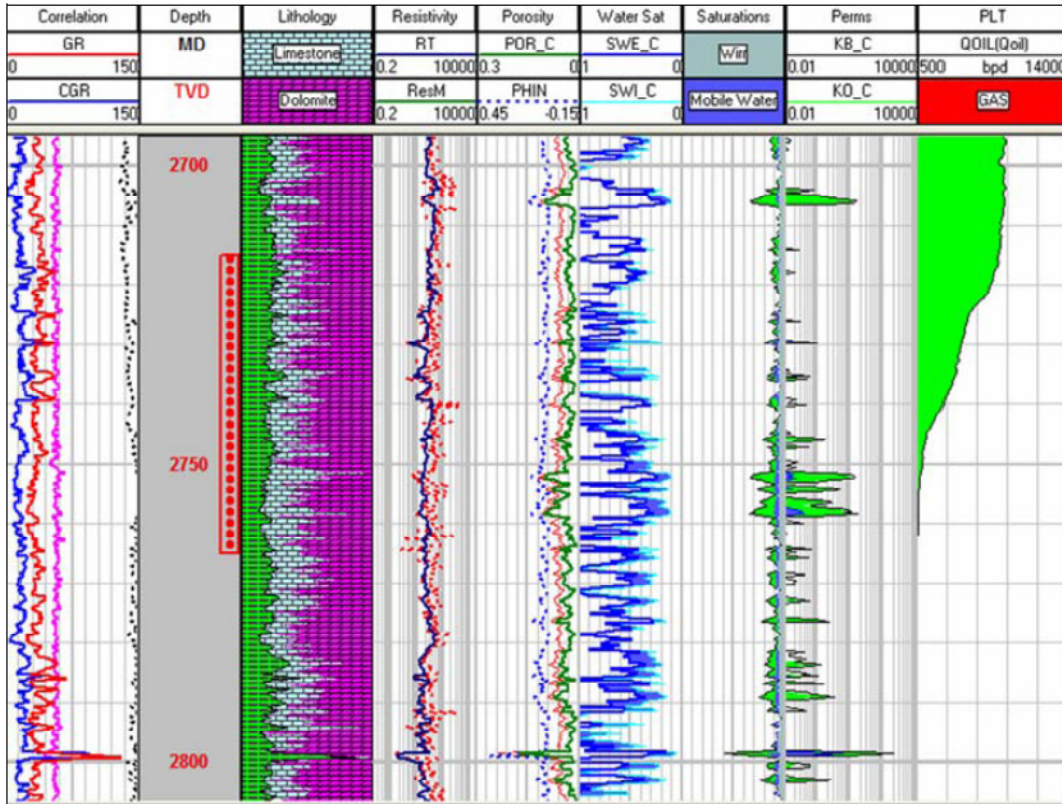 Correlation Depth Lithology Resistivity Porosity Water Sat Saturations Perms PLT
GR MD Limestone RT POR_C SWE_C Wirr KB_C QOIL(Qoil)
0 150 0.2 10000 0.3 0 1 0 0.01 10000 500 bpd 14000
CGR TVD Dolomite ResM PHIN SWI_C Mobile Water KO_C GAS
0 150 0.2 10000 0.45 -0.15 1 0 0.01 10000
2700
2750
2800